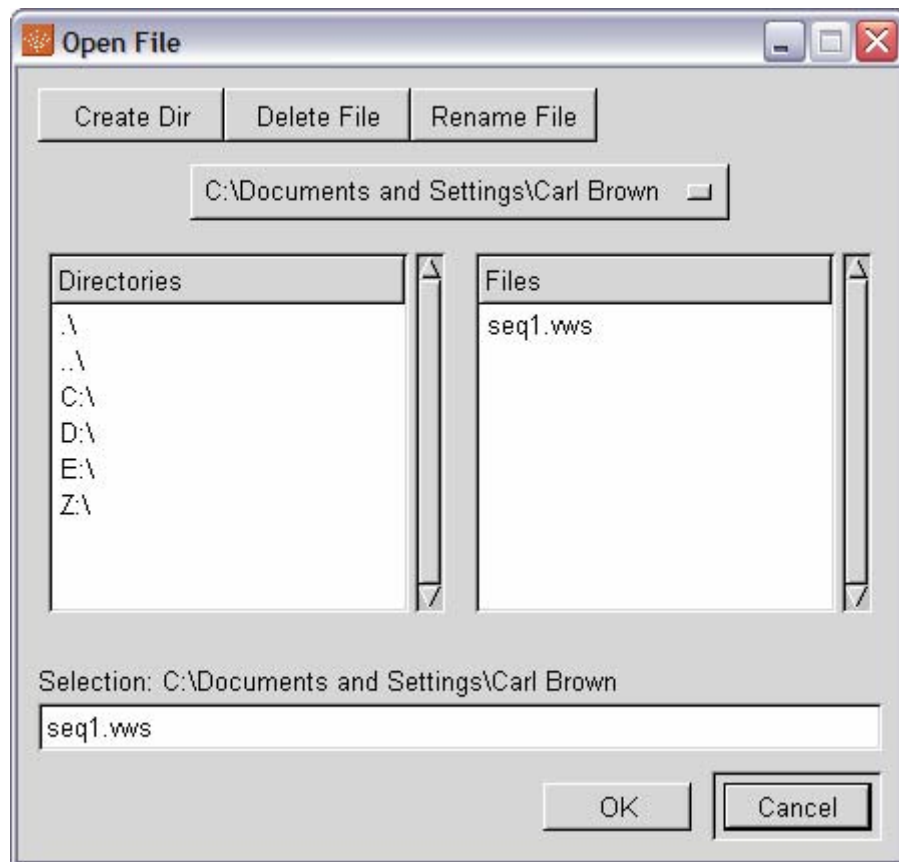 Open File
Create Dir Delete File Rename File
C:\Documents and Settings\Carl Brown
Directories
.\
..\
C:\
D:\
E:\
Z:\
Files
seq1.vws
Selection: C:\Documents and Settings\Carl Brown
seq1.vws
OK Cancel